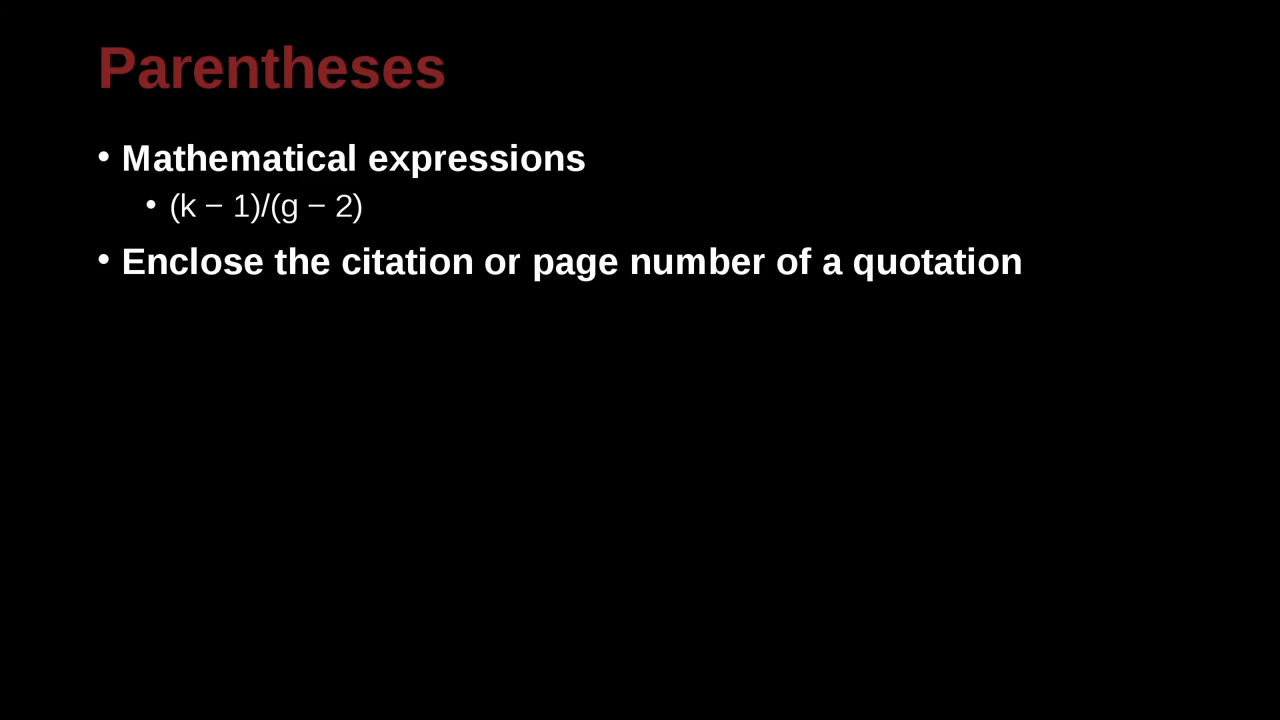 Parentheses
• Mathematical expressions
• (k − 1)/(g − 2)
• Enclose the citation or page number of a quotation